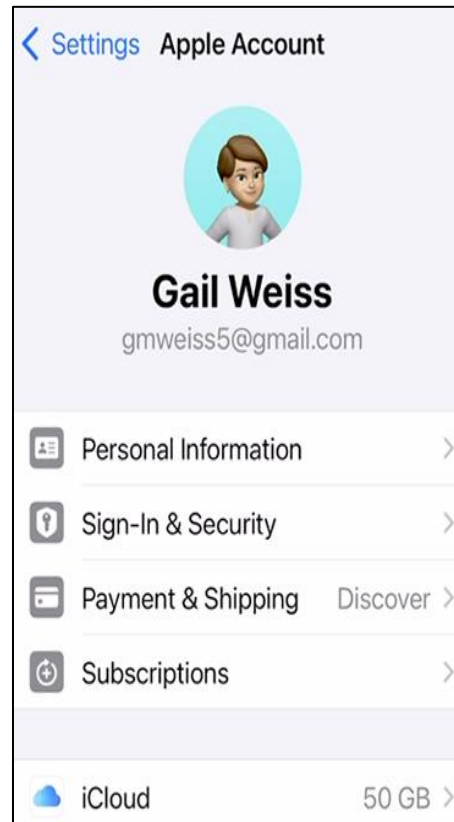 Settings Apple Account
Gail Weiss
gmweiss5@gmail.com
Personal Information
Sign-In & Security
Payment & Shipping Discover
Subscriptions
iCloud 50 GB